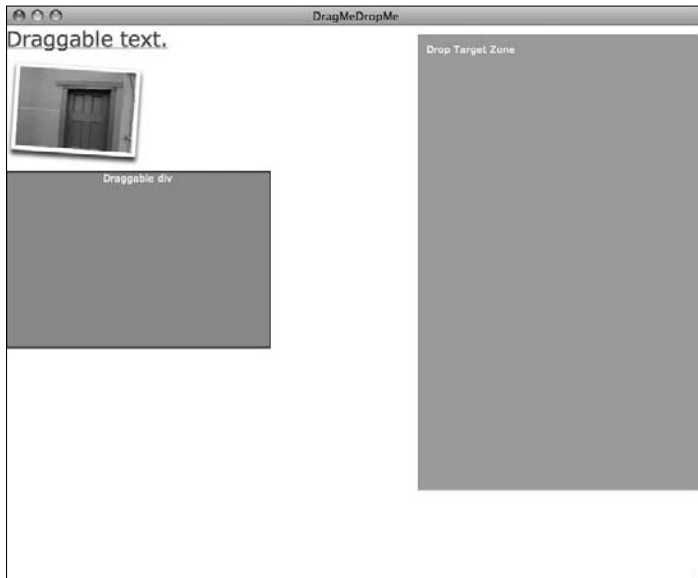 DragMeDropMe
Draggable text.
Drop Target Zone
Draggable div